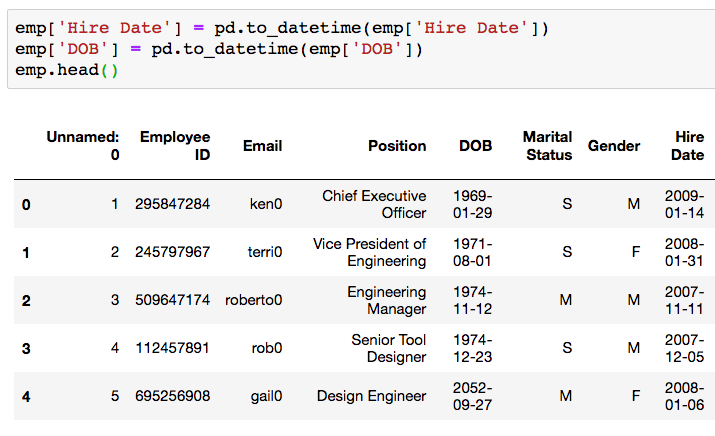 emp['Hire Date'] = pd.to_datetime(emp['Hire Date'])
emp['DOB'] = pd.to_datetime(emp['DOB'])
emp.head()
Unnamed: 0 Employee ID Email Position DOB Marital Status Gender Hire Date
0 1 295847284 ken0 Chief Executive Officer 1969-01-29 S M 2009-01-14
1 2 245797967 terri0 Vice President of Engineering 1971-08-01 S F 2008-01-31
2 3 509647174 roberto0 Engineering Manager 1974-11-12 M M 2007-11-11
3 4 112457891 rob0 Senior Tool Designer 1974-12-23 S M 2007-12-05
4 5 695256908 gail0 Design Engineer 2052-09-27 M F 2008-01-06